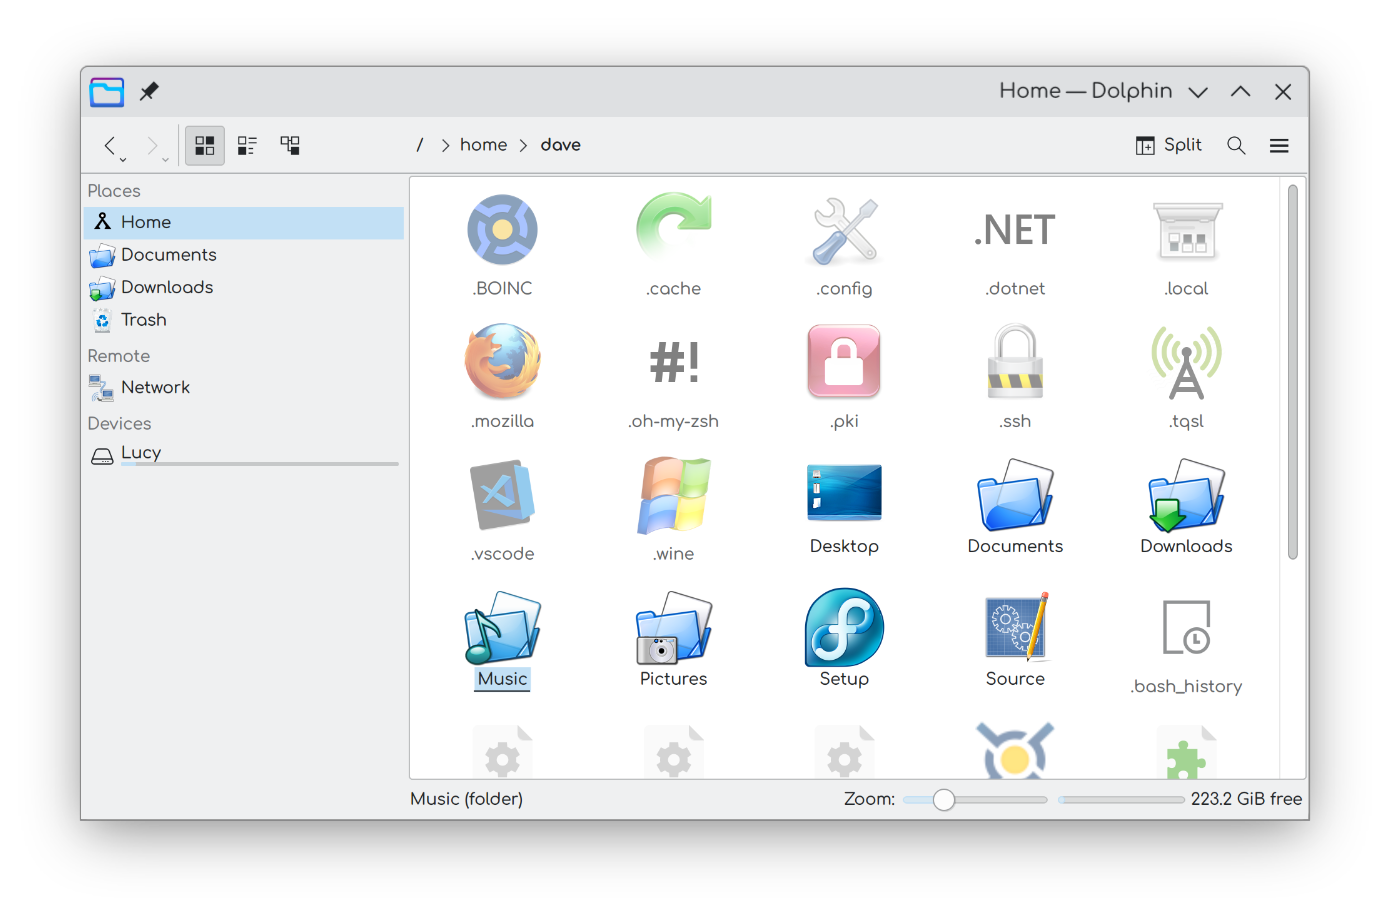 Home — Dolphin
/ > home > dave
Split
Places
Home
Documents
Downloads
Trash
Remote
Network
Devices
Lucy
.NET
.BOINC .cache .config .dotnet .local
#!
.mozilla .oh-my-zsh .pki .ssh .tqsl
.vscode .wine Desktop Documents Downloads
Music Pictures Setup Source .bash_history
Music (folder)
Zoom:
223.2 GiB free